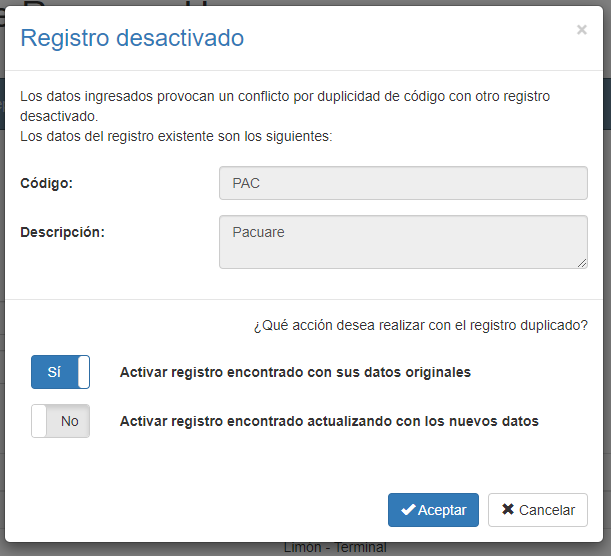 Registro desactivado ×
Los datos ingresados provocan un conflicto por duplicidad de código con otro registro
desactivado.
Los datos del registro existente son los siguientes:
Código: PAC
Descripción: Pacuare
¿Qué acción desea realizar con el registro duplicado?
Sí Activar registro encontrado con sus datos originales
No Activar registro encontrado actualizando con los nuevos datos
Aceptar Cancelar
Limón - Terminal